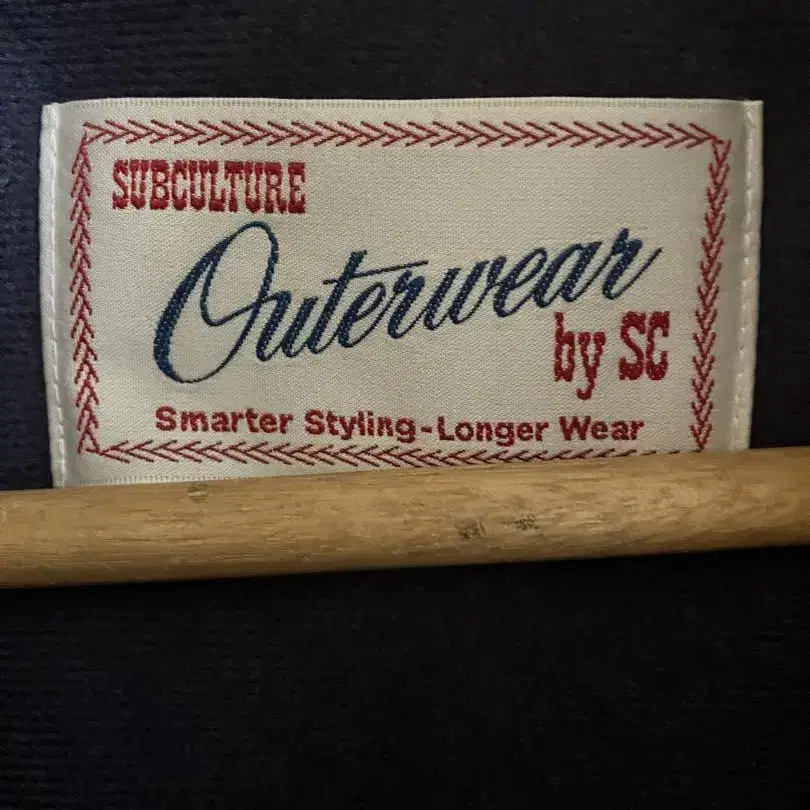 SUBCULTURE
Outerwear
by SC
Smarter Styling-Longer Wear